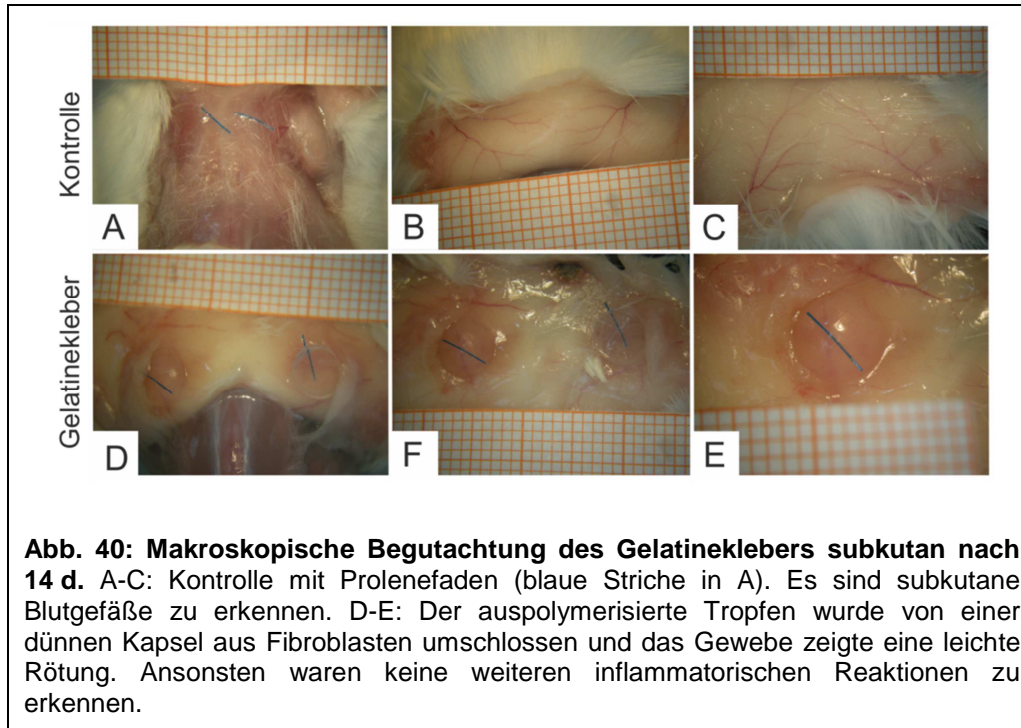 Kontrolle
A
B
C
Gelatinekleber
D
F
E
Abb. 40: Makroskopische Begutachtung des Gelatineklebers subkutan nach
14 d. A-C: Kontrolle mit Prolenefaden (blaue Striche in A). Es sind subkutane
Blutgefäße zu erkennen. D-E: Der auspolymerisierte Tropfen wurde von einer
dünnen Kapsel aus Fibroblasten umschlossen und das Gewebe zeigte eine leichte
Rötung. Ansonsten waren keine weiteren inflammatorischen Reaktionen zu
erkennen.